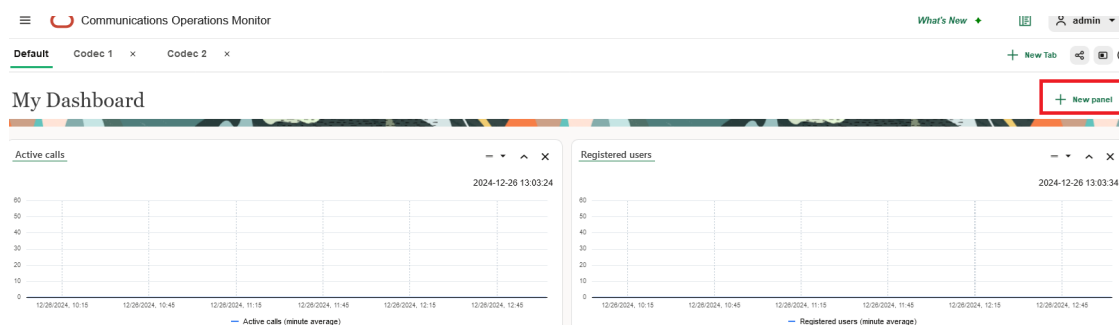 Communications Operations Monitor
What's New
admin
Default
Codec 1 ×
Codec 2 ×
+ New Tab
My Dashboard
+ New panel
Active calls
2024-12-26 13:03:24
60
50
40
30
20
10
0
12/26/2024, 10:15 12/26/2024, 10:45 12/26/2024, 11:15 12/26/2024, 11:45 12/26/2024, 12:15 12/26/2024, 12:45
Active calls (minute average)
Registered users
2024-12-26 13:03:34
60
50
40
30
20
10
0
12/26/2024, 10:15 12/26/2024, 10:45 12/26/2024, 11:15 12/26/2024, 11:45 12/26/2024, 12:15 12/26/2024, 12:45
Registered users (minute average)